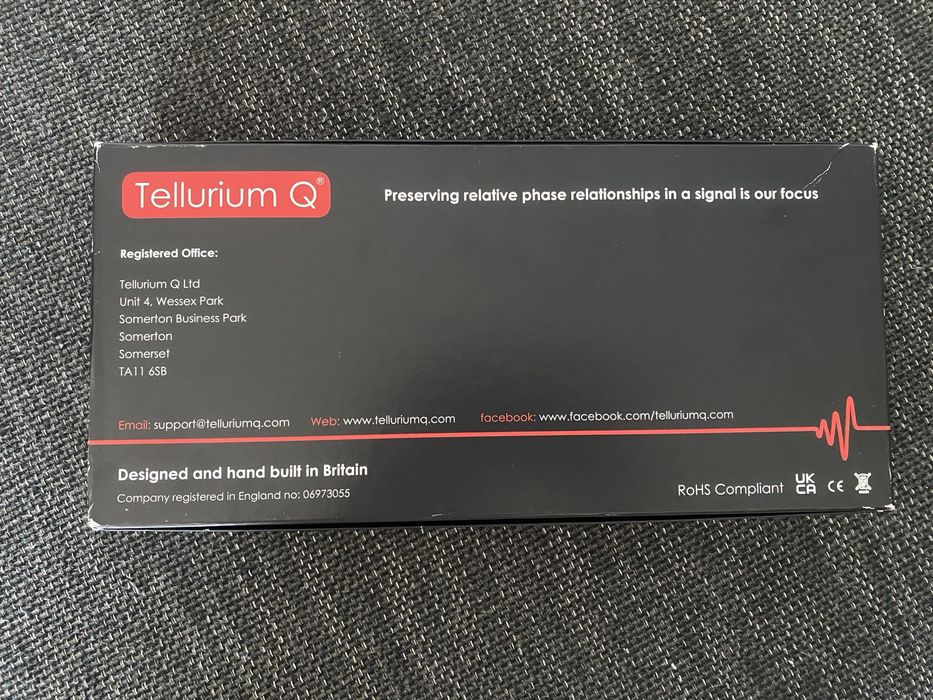 Tellurium Q®
Preserving relative phase relationships in a signal is our focus
Registered Office:
Tellurium Q Ltd
Unit 4, Wessex Park
Somerton Business Park
Somerton
Somerset
TA11 6SB
Email: support@telluriumq.com Web: www.telluriumq.com facebook: www.facebook.com/telluriumq.com
Designed and hand built in Britain
Company registered in England no: 06973055
RoHS Compliant UK CA CE